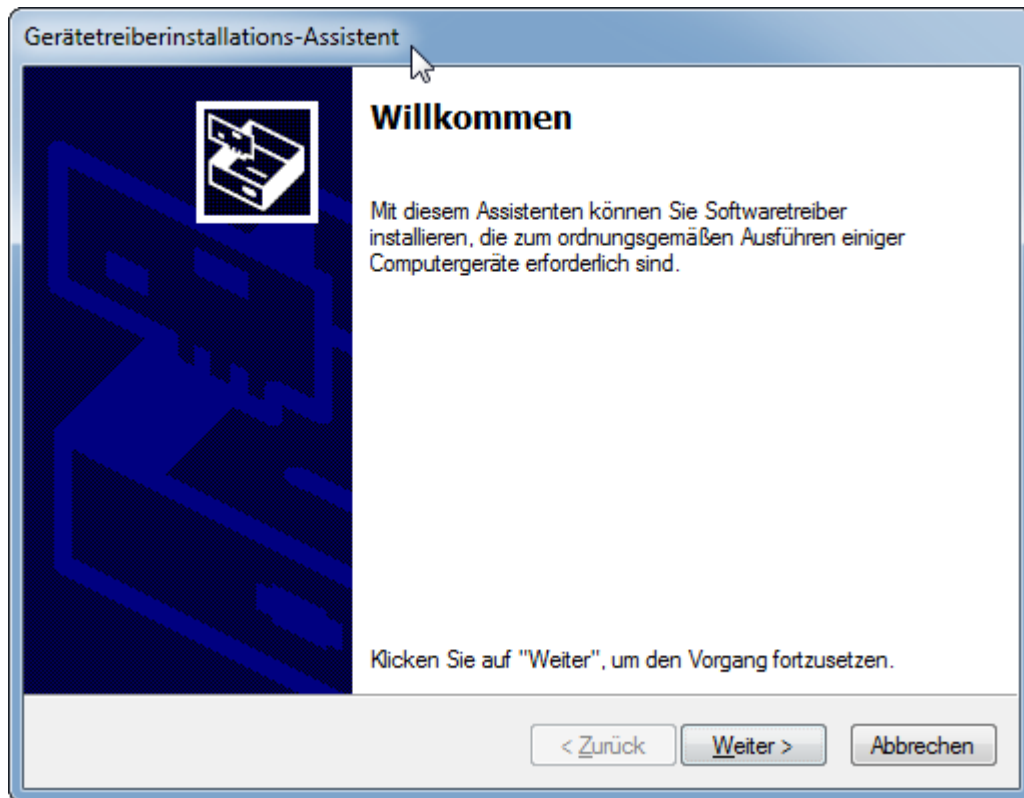 Gerätetreiberinstallations-Assistent
Willkommen
Mit diesem Assistenten können Sie Softwaretreiber
installieren, die zum ordnungsgemäßen Ausführen einiger
Computergeräte erforderlich sind.
Klicken Sie auf "Weiter", um den Vorgang fortzusetzen.
< Zurück
Weiter >
Abbrechen